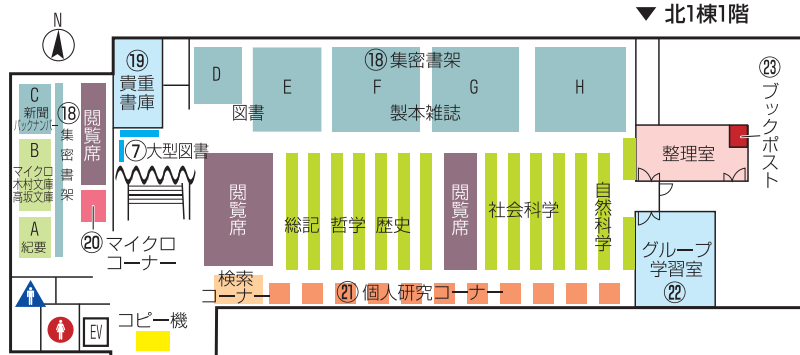 ▼ 北1棟1階
N
⑲
貴重
書庫
D
E
⑱集密書架
F
G
H
図書
製本雑誌
㉓
ブックポスト
C
新聞
バックナンバー
⑱
集密書架
閲覧席
B
マイクロ
木村文庫
高坂文庫
A
紀要
⑦大型図書
整理室
閲覧席
総記
哲学
歴史
閲覧席
社会科学
自然科学
⑳マイクロ
コーナー
グループ
学習室
㉒
検索
コーナー
㉑個人研究コーナー
コピー機
EV